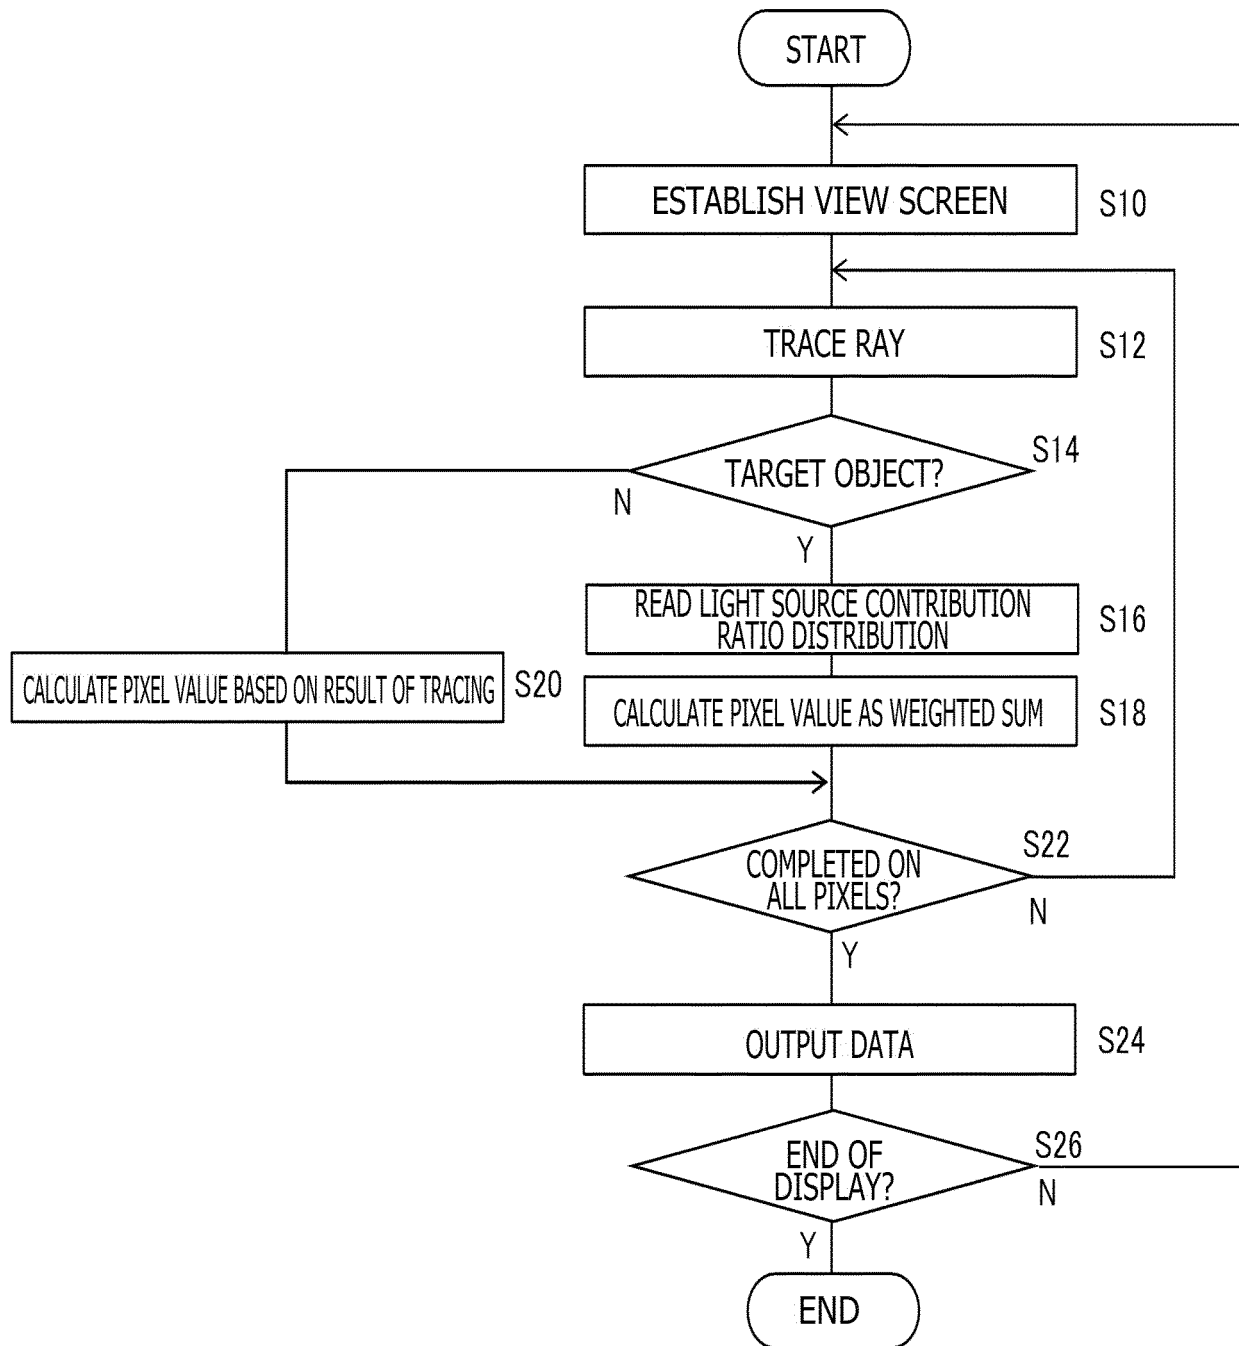 START
ESTABLISH VIEW SCREEN
S10
TRACE RAY
S12
TARGET OBJECT?
S14
N
Y
READ LIGHT SOURCE CONTRIBUTION
RATIO DISTRIBUTION
S16
CALCULATE PIXEL VALUE BASED ON RESULT OF TRACING
S20
CALCULATE PIXEL VALUE AS WEIGHTED SUM
S18
COMPLETED ON
ALL PIXELS?
S22
N
Y
OUTPUT DATA
S24
END OF
DISPLAY?
S26
N
Y
END